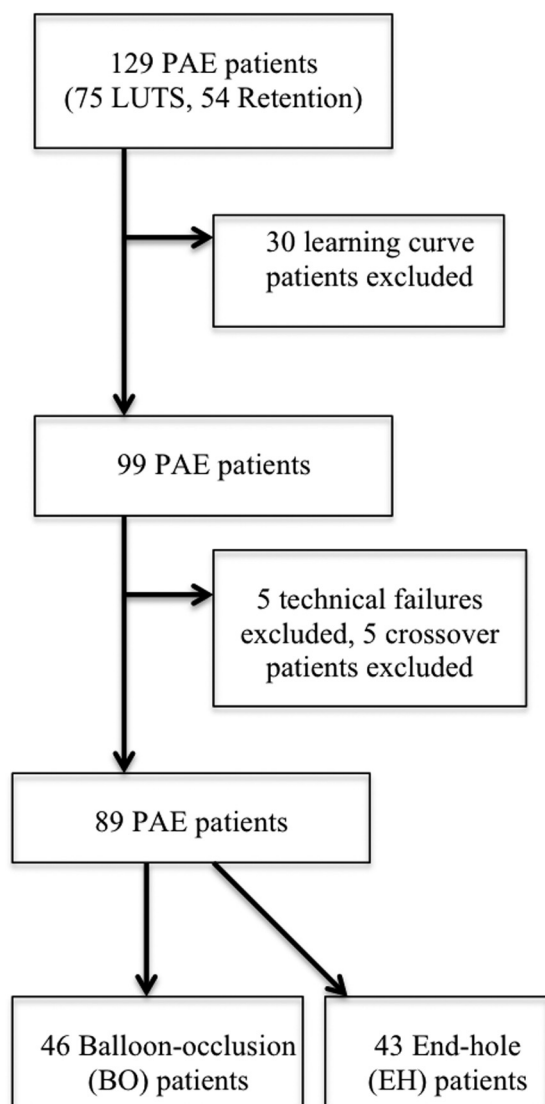 129 PAE patients
(75 LUTS, 54 Retention)
30 learning curve
patients excluded
99 PAE patients
5 technical failures
excluded, 5 crossover
patients excluded
89 PAE patients
46 Balloon-occlusion
(BO) patients
43 End-hole
(EH) patients